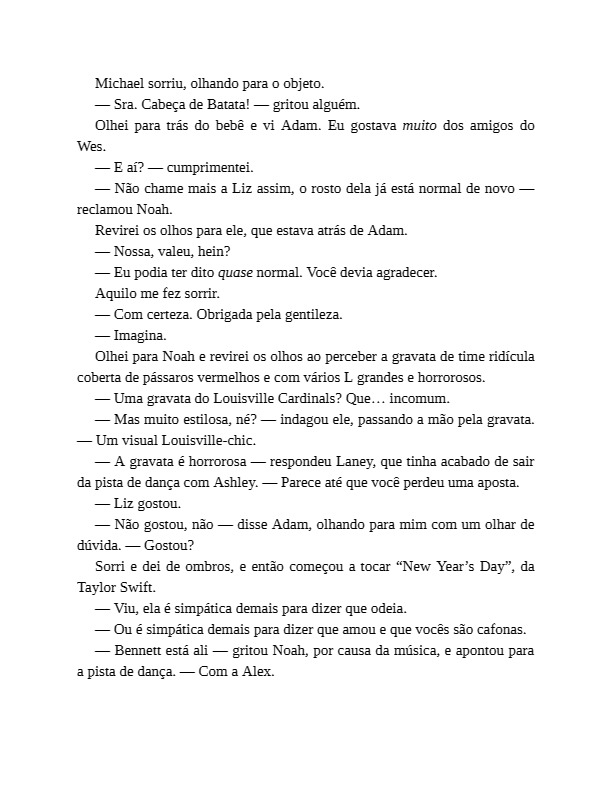 Michael sorriu, olhando para o objeto.
— Sra. Cabeça de Batata! — gritou alguém.
Olhei para trás do bebê e vi Adam. Eu gostava muito dos amigos do
Wes.
— E aí? — cumprimentei.
— Não chame mais a Liz assim, o rosto dela já está normal de novo —
reclamou Noah.
Revirei os olhos para ele, que estava atrás de Adam.
— Nossa, valeu, hein?
— Eu podia ter dito quase normal. Você devia agradecer.
Aquilo me fez sorrir.
— Com certeza. Obrigada pela gentileza.
— Imagina.
Olhei para Noah e revirei os olhos ao perceber a gravata de time ridícula
coberta de pássaros vermelhos e com vários L grandes e horrorosos.
— Uma gravata do Louisville Cardinals? Que… incomum.
— Mas muito estilosa, né? — indagou ele, passando a mão pela gravata.
— Um visual Louisville-chic.
— A gravata é horrorosa — respondeu Laney, que tinha acabado de sair
da pista de dança com Ashley. — Parece até que você perdeu uma aposta.
— Liz gostou.
— Não gostou, não — disse Adam, olhando para mim com um olhar de
dúvida. — Gostou?
Sorri e dei de ombros, e então começou a tocar “New Year’s Day”, da
Taylor Swift.
— Viu, ela é simpática demais para dizer que odeia.
— Ou é simpática demais para dizer que amou e que vocês são cafonas.
— Bennett está ali — gritou Noah, por causa da música, e apontou para
a pista de dança. — Com a Alex.